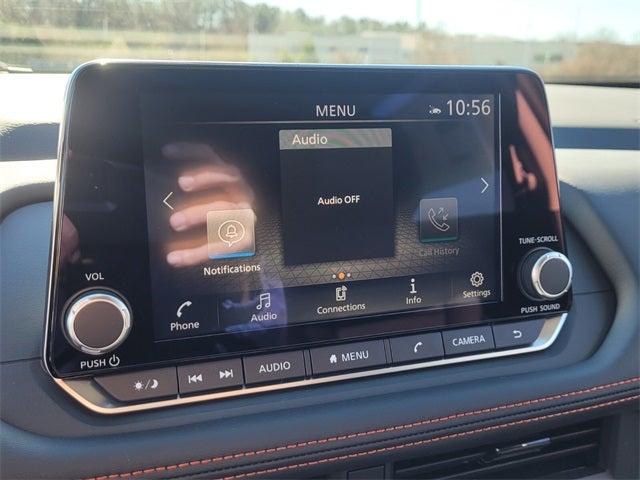 MENU
10:56
Audio
Audio OFF
Notifications
Call History
Phone
Audio
Connections
Info
Settings
VOL
PUSH
TUNE-SCROLL
PUSH SOUND
AUDIO
MENU
CAMERA